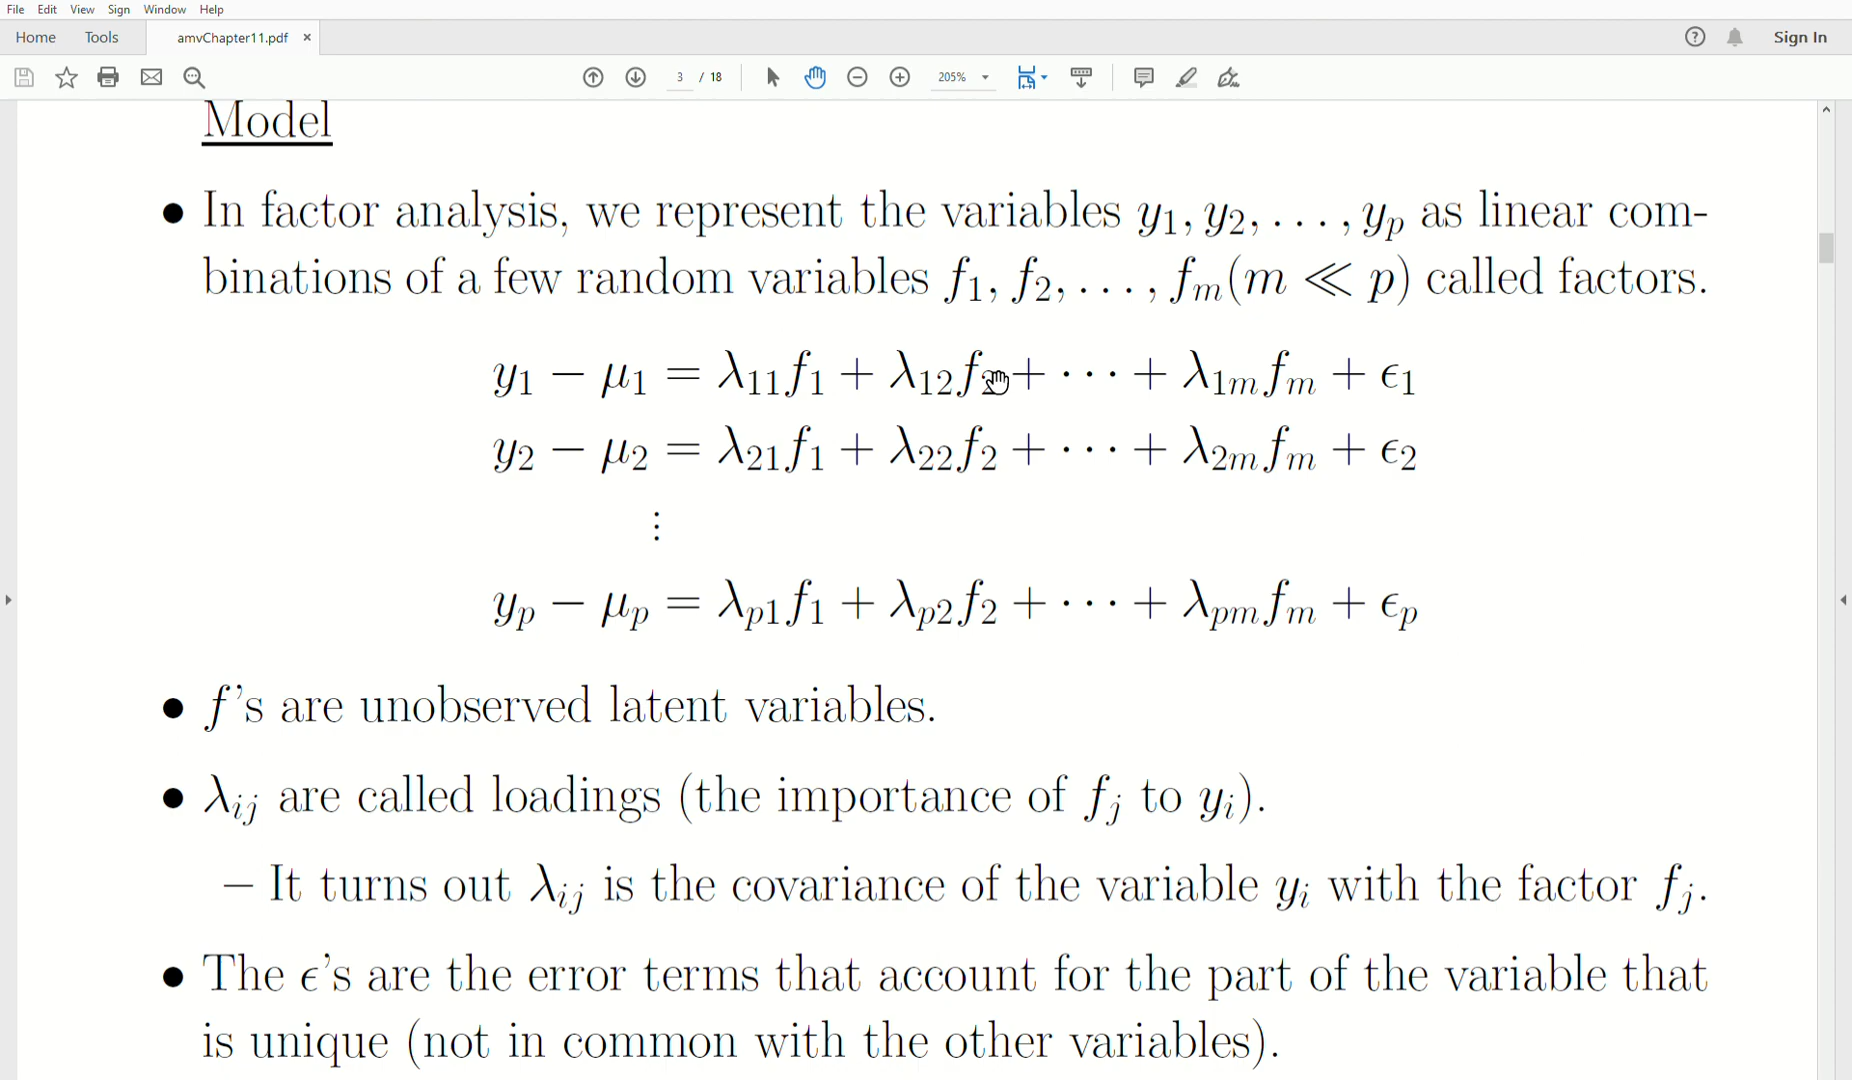 File Edit View Sign Window Help
Home Tools amvChapter11.pdf × Sign In
3 / 18 205%
Model
• In factor analysis, we represent the variables y₁, y₂, . . . , yₚ as linear com-
binations of a few random variables f₁, f₂, . . . , fₘ(m ≪ p) called factors.
y₁ − μ₁ = λ₁₁f₁ + λ₁₂f₂ + · · · + λ₁ₘfₘ + ϵ₁
y₂ − μ₂ = λ₂₁f₁ + λ₂₂f₂ + · · · + λ₂ₘfₘ + ϵ₂
⋮
yₚ − μₚ = λₚ₁f₁ + λₚ₂f₂ + · · · + λₚₘfₘ + ϵₚ
• f’s are unobserved latent variables.
• λᵢⱼ are called loadings (the importance of fⱼ to yᵢ).
– It turns out λᵢⱼ is the covariance of the variable yᵢ with the factor fⱼ.
• The ϵ’s are the error terms that account for the part of the variable that
is unique (not in common with the other variables).